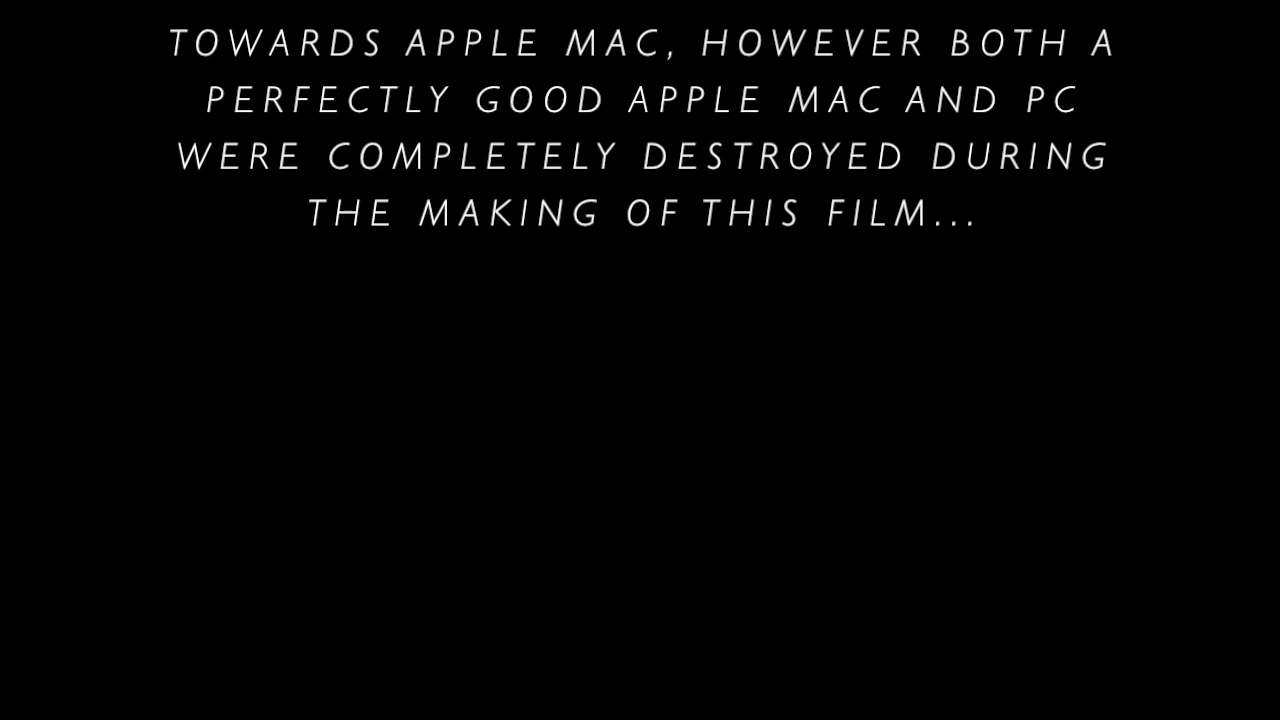 TOWARDS APPLE MAC, HOWEVER BOTH A
PERFECTLY GOOD APPLE MAC AND PC
WERE COMPLETELY DESTROYED DURING
THE MAKING OF THIS FILM...